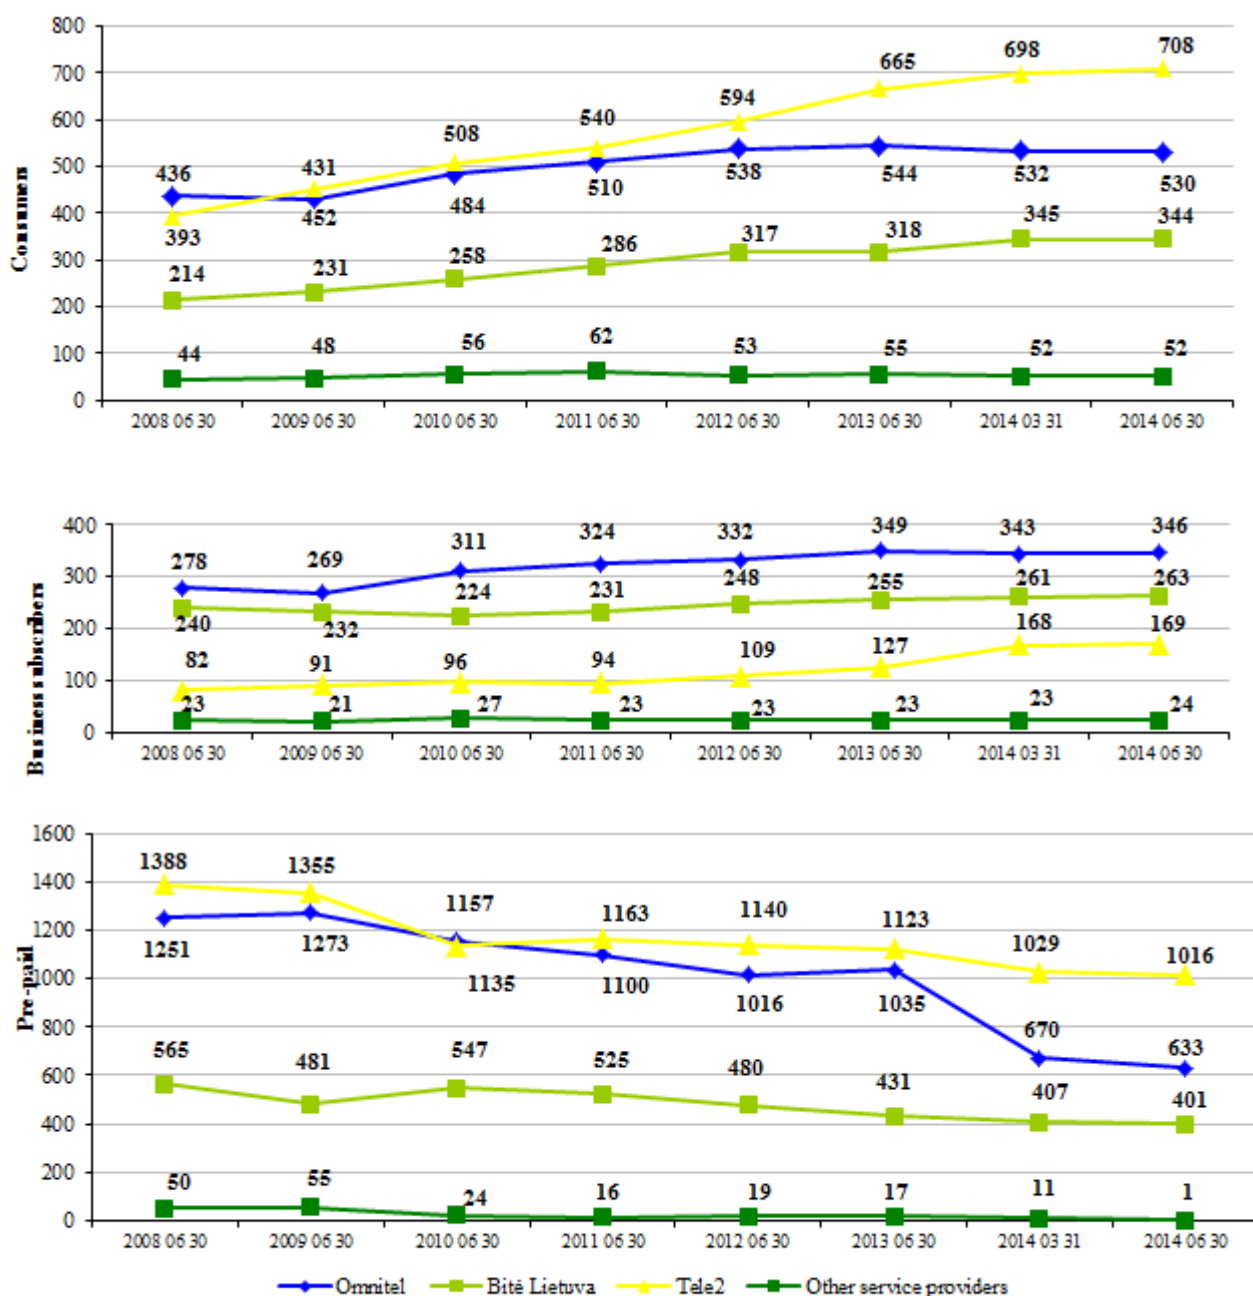 800
700
600
500
400
300
200
100
0
Consumers
436 431 508 540 594 665 698 708
393 452 484 510 538 544 532 530
214 231 258 286 317 318 345 344
44 48 56 62 53 55 52 52
2008 06 30 2009 06 30 2010 06 30 2011 06 30 2012 06 30 2013 06 30 2014 03 31 2014 06 30
400
300
200
100
0
Business subscribers
278 269 311 324 332 349 343 346
240 232 224 231 248 255 261 263
82 91 96 94 109 127 168 169
23 21 27 23 23 23 23 24
2008 06 30 2009 06 30 2010 06 30 2011 06 30 2012 06 30 2013 06 30 2014 03 31 2014 06 30
1600
1400
1200
1000
800
600
400
200
0
Pre-paid
1388 1355 1157 1163 1140 1123 1029 1016
1251 1273 1135 1100 1016 1035 670 633
565 481 547 525 480 431 407 401
50 55 24 16 19 17 11 1
2008 06 30 2009 06 30 2010 06 30 2011 06 30 2012 06 30 2013 06 30 2014 03 31 2014 06 30
Omnitel Bitė Lietuva Tele2 Other service providers